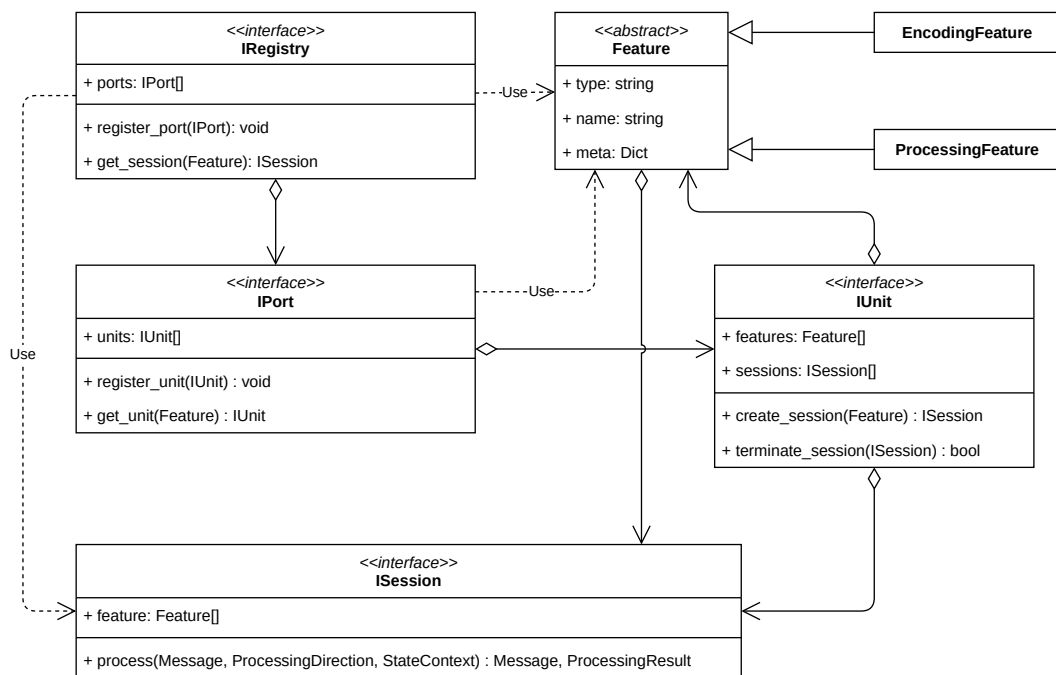 <<interface>>
IRegistry
+ ports: IPort[]
+ register_port(IPort): void
+ get_session(Feature): ISession
Use
<<abstract>>
Feature
+ type: string
+ name: string
+ meta: Dict
EncodingFeature
ProcessingFeature
<<interface>>
IPort
+ units: IUnit[]
+ register_unit(IUnit) : void
+ get_unit(Feature) : IUnit
Use
<<interface>>
IUnit
+ features: Feature[]
+ sessions: ISession[]
+ create_session(Feature) : ISession
+ terminate_session(ISession) : bool
Use
<<interface>>
ISession
+ feature: Feature[]
+ process(Message, ProcessingDirection, StateContext) : Message, ProcessingResult